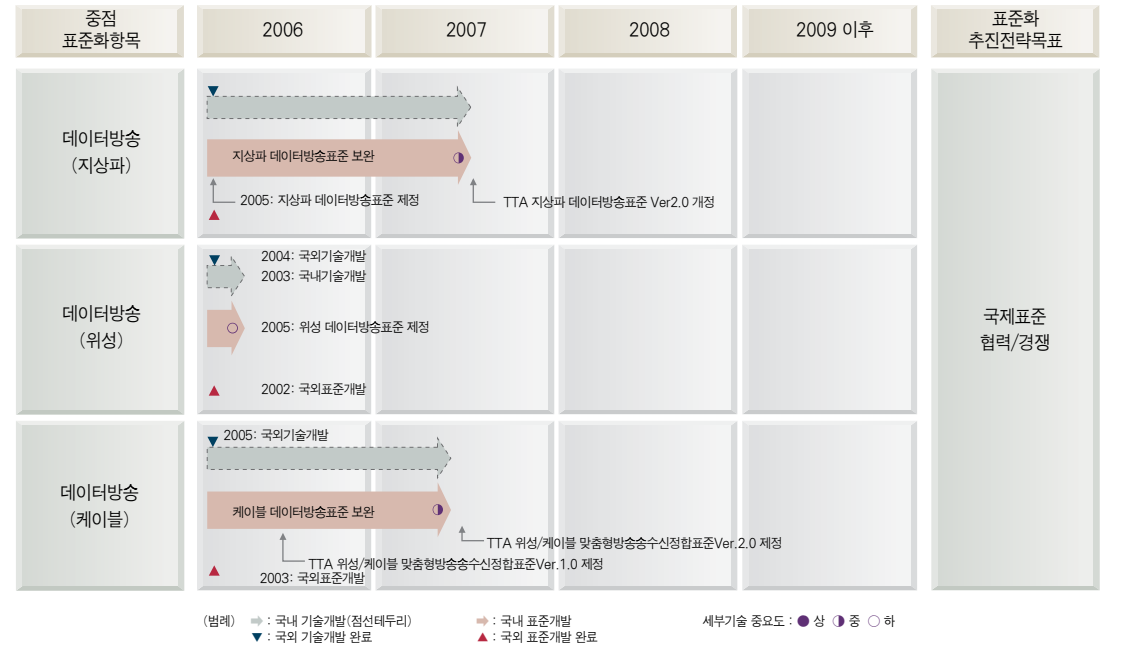 중점
표준화항목
2006
2007
2008
2009 이후
표준화
추진전략목표
데이터방송
(지상파)
지상파 데이터방송표준 보완
2005: 지상파 데이터방송표준 제정
TTA 지상파 데이터방송표준 Ver2.0 개정
데이터방송
(위성)
2004: 국외기술개발
2003: 국내기술개발
2005: 위성 데이터방송표준 제정
2002: 국외표준개발
국제표준
협력/경쟁
데이터방송
(케이블)
2005: 국외기술개발
케이블 데이터방송표준 보완
TTA 위성/케이블 맞춤형방송송수신정합표준Ver.2.0 제정
TTA 위성/케이블 맞춤형방송송수신정합표준Ver.1.0 제정
2003: 국외표준개발
(범례) : 국내 기술개발(점선테두리) : 국내 표준개발 세부기술 중요도 : 상 중 하
: 국외 기술개발 완료 : 국외 표준개발 완료